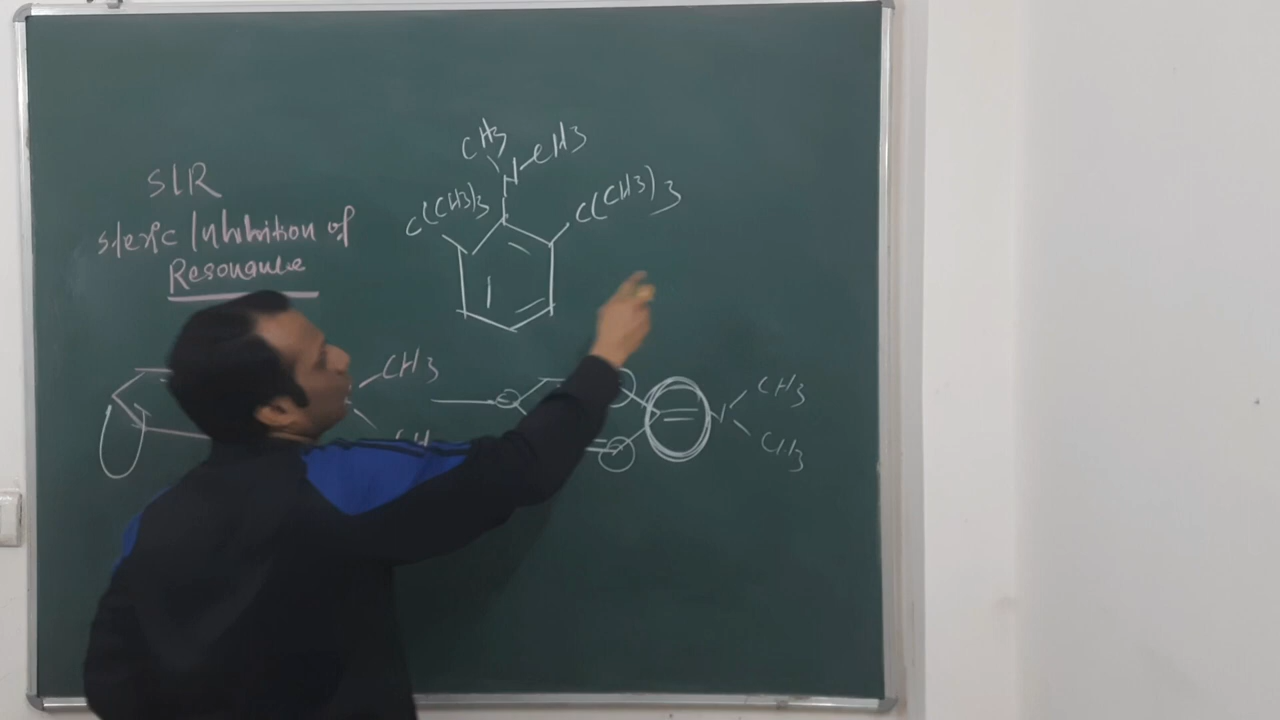 SIR
Steric Inhibition of
Resonance
CH3
N
CH3
C(CH3)3
C(CH3)3
CH3
CH3
N
CH3